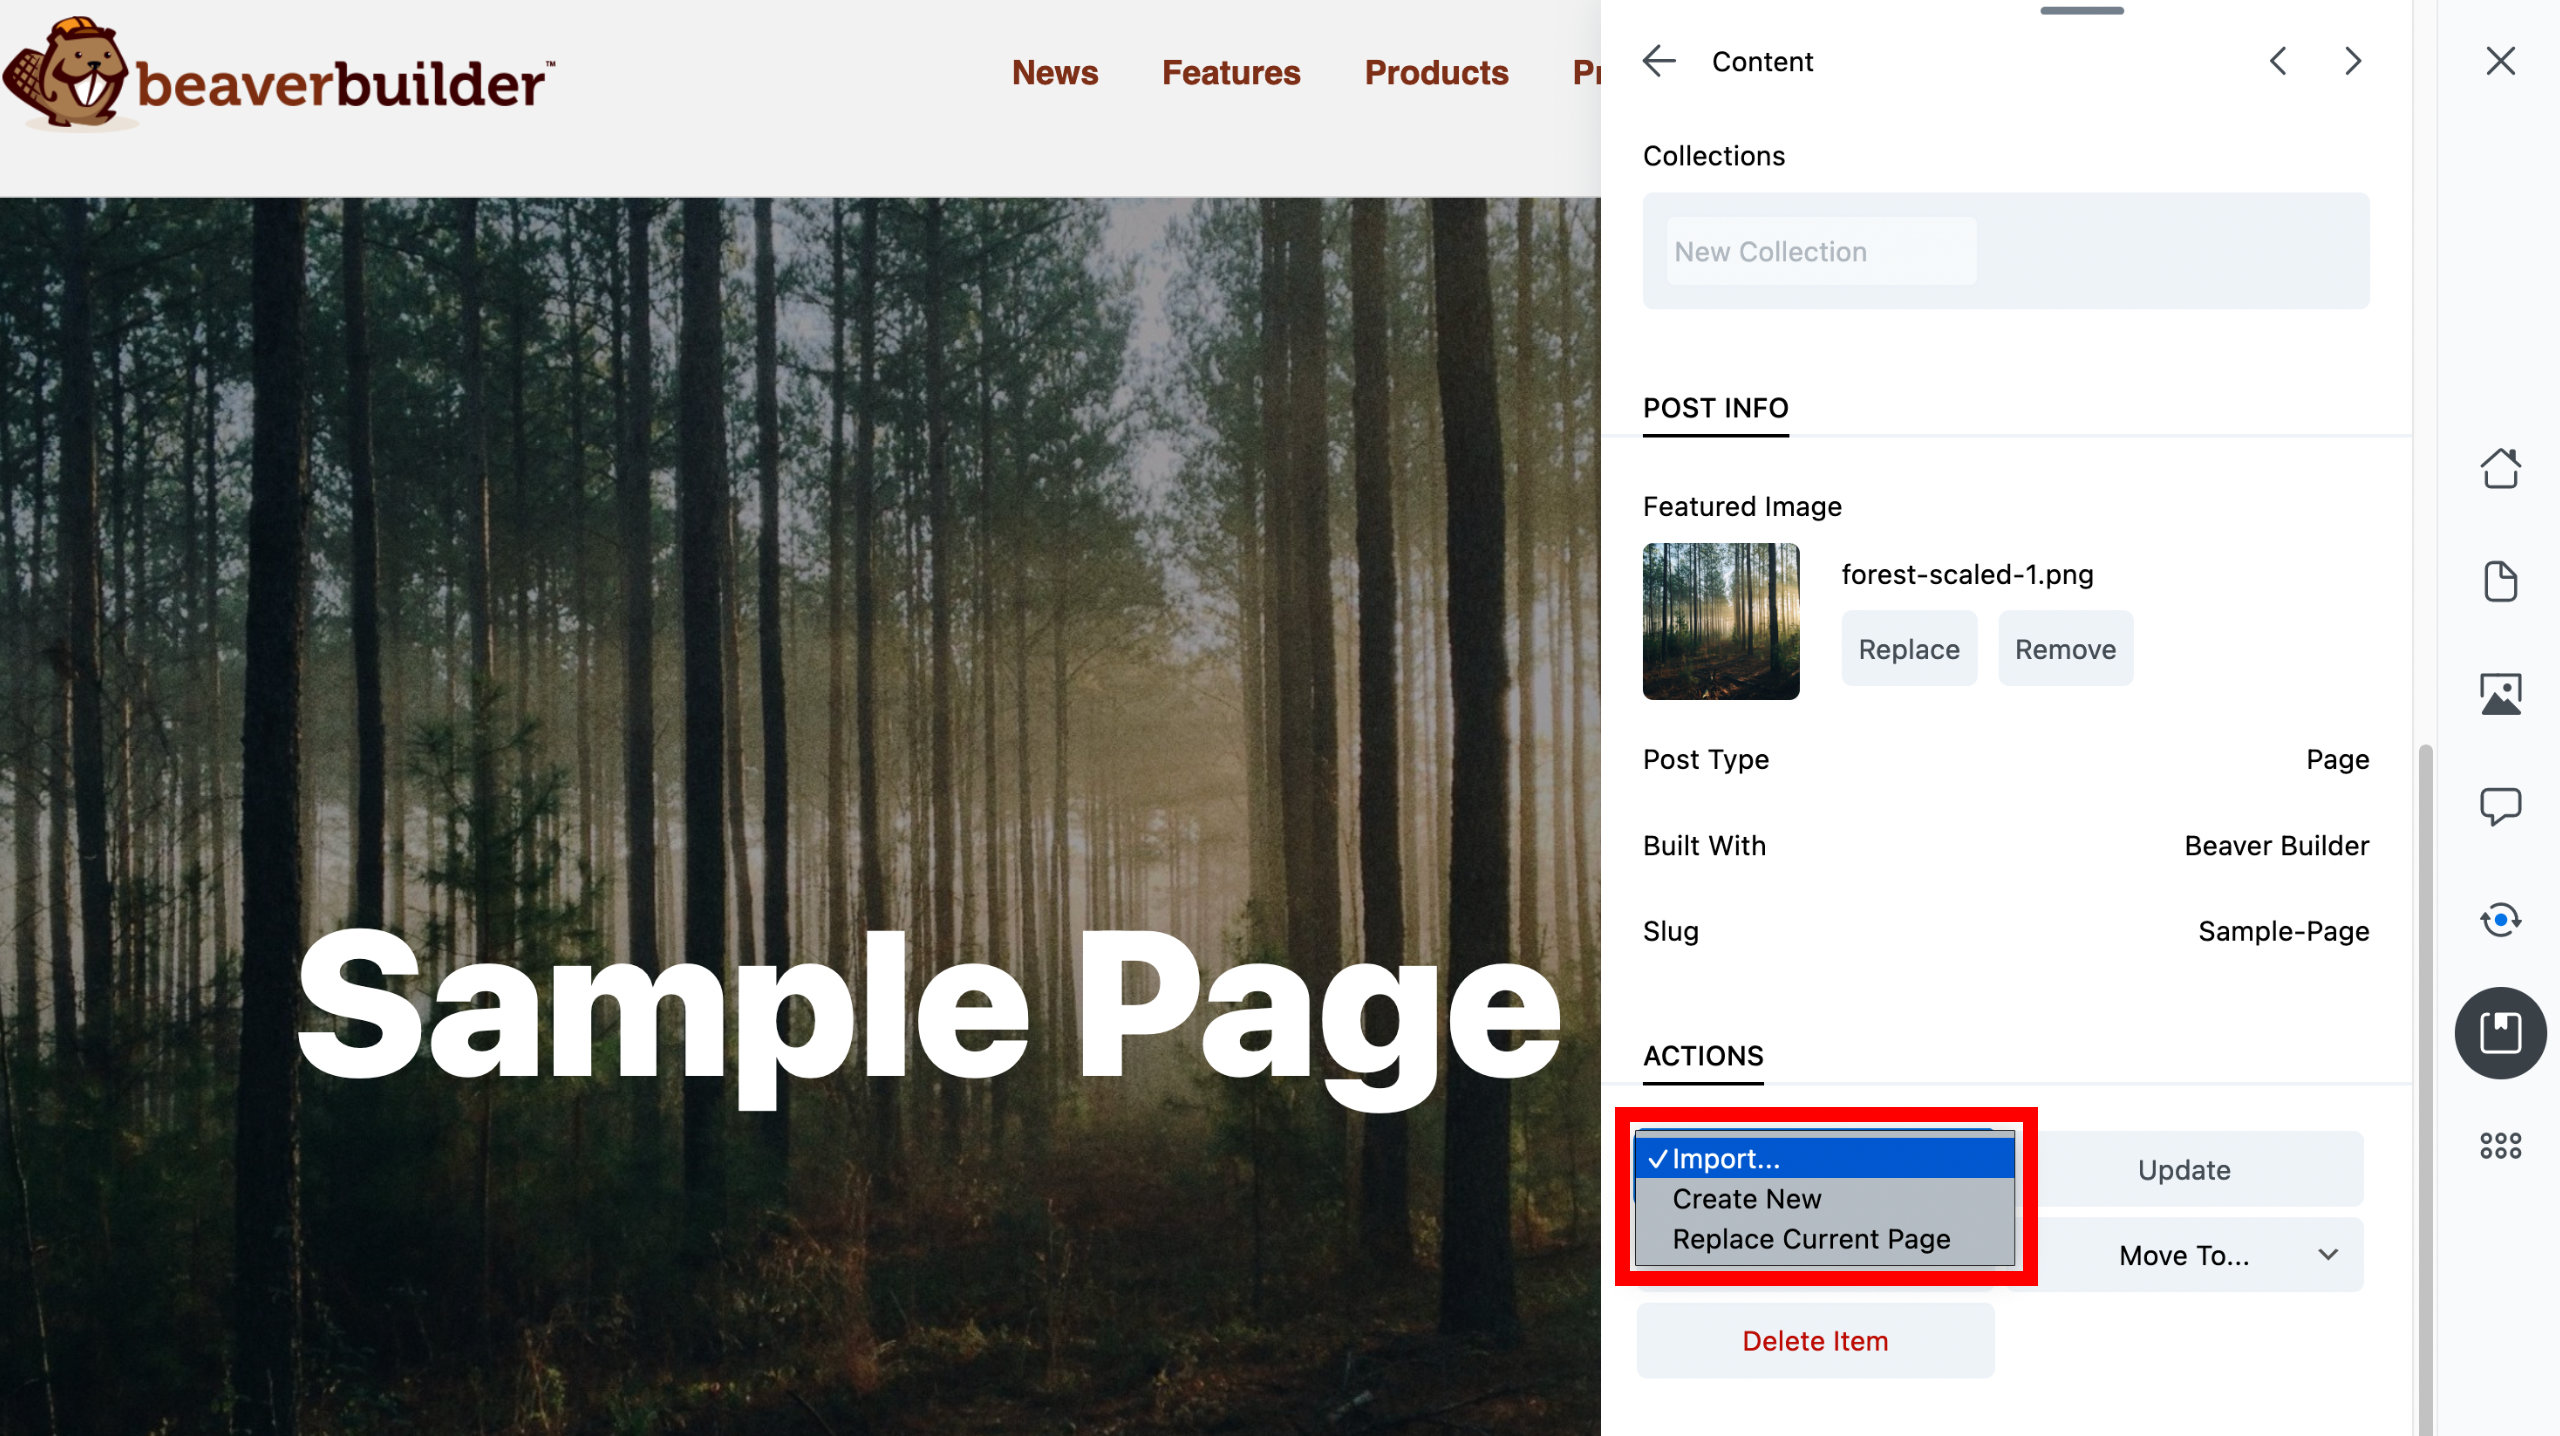 beaverbuilder™
News
Features
Products
Content
Collections
New Collection
POST INFO
Featured Image
forest-scaled-1.png
Replace
Remove
Post Type
Page
Built With
Beaver Builder
Slug
Sample-Page
Sample Page
ACTIONS
✓Import...
Create New
Replace Current Page
Update
Move To...
Delete Item